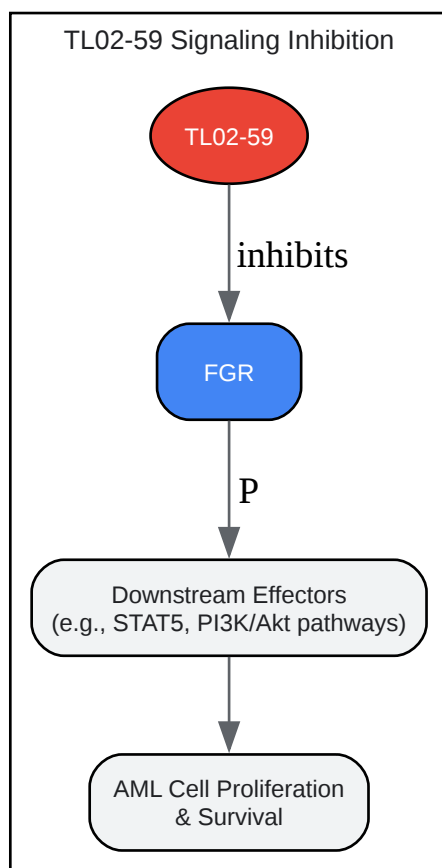 TL02-59 Signaling Inhibition
TL02-59
inhibits
FGR
P
Downstream Effectors
(e.g., STAT5, PI3K/Akt pathways)
AML Cell Proliferation
& Survival